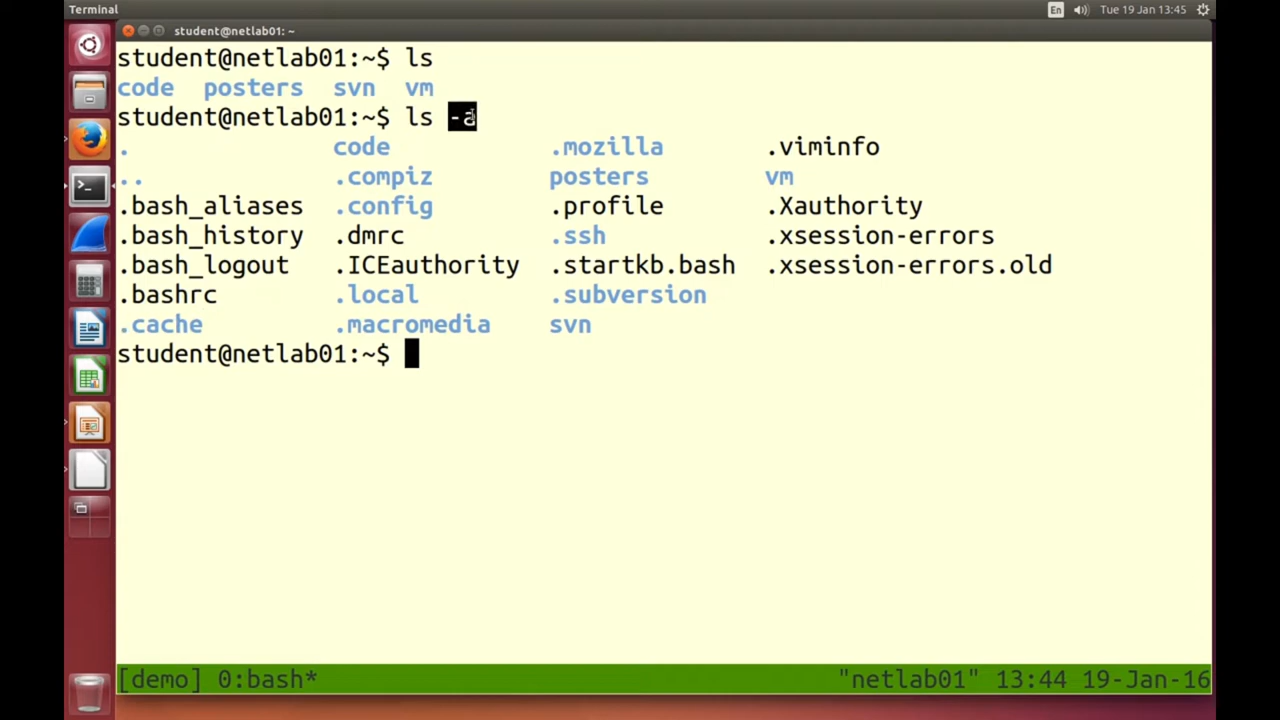 Terminal
En
Tue 19 Jan 13:45
student@netlab01: ~
student@netlab01:~$ ls
code posters svn vm
student@netlab01:~$ ls -a
. code .mozilla .viminfo
.. .compiz posters vm
.bash_aliases .config .profile .Xauthority
.bash_history .dmrc .ssh .xsession-errors
.bash_logout .ICEauthority .startkb.bash .xsession-errors.old
.bashrc .local .subversion
.cache .macromedia svn
student@netlab01:~$
[demo] 0:bash* "netlab01" 13:44 19-Jan-16